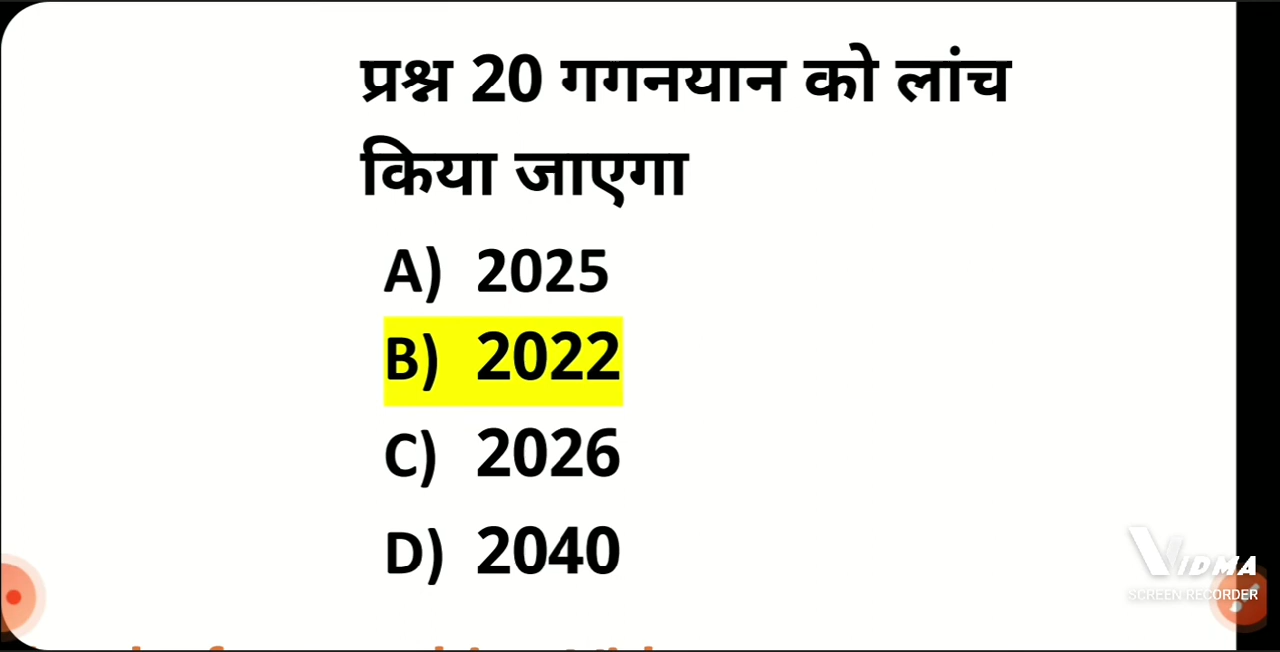 प्रश्न 20 गगनयान को लांच
किया जाएगा
A) 2025
B) 2022
C) 2026
D) 2040
VIDMA
SCREEN RECORDER